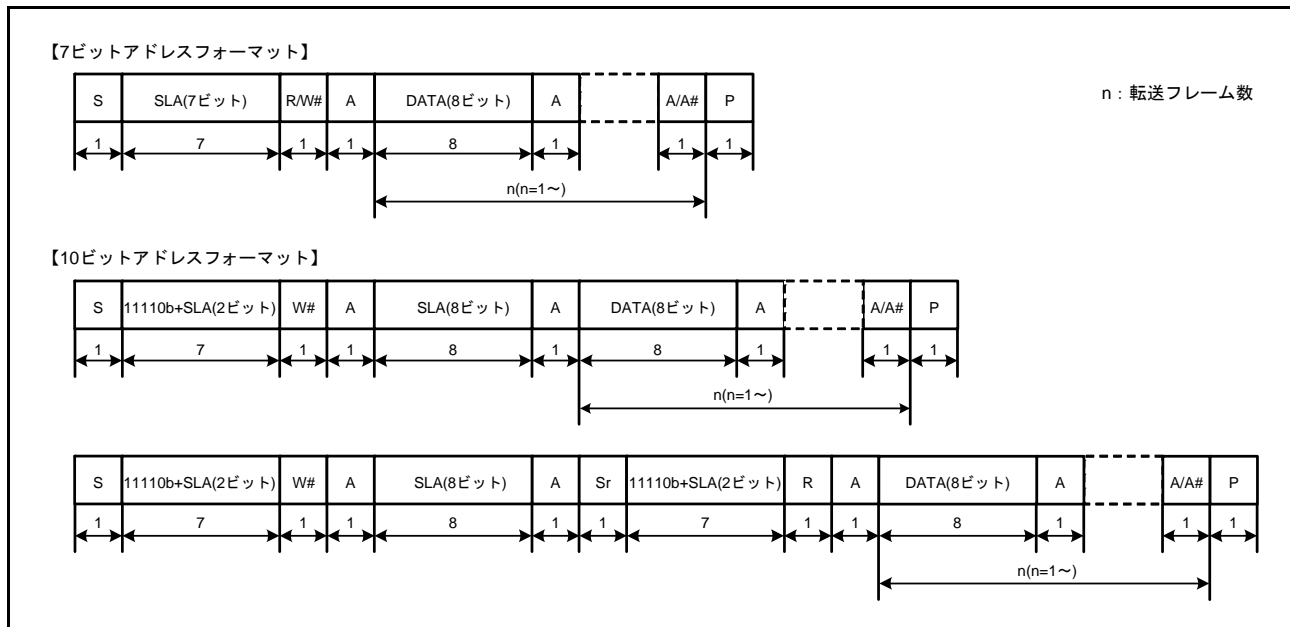 【7ビットアドレスフォーマット】
S SLA(7ビット) R/W# A DATA(8ビット) A A/A# P
n：転送フレーム数
1 7 1 1 8 1 1 1
n(n=1～)
【10ビットアドレスフォーマット】
S 11110b+SLA(2ビット) W# A SLA(8ビット) A DATA(8ビット) A A/A# P
1 7 1 1 8 1 8 1 1 1
n(n=1～)
S 11110b+SLA(2ビット) W# A SLA(8ビット) A Sr 11110b+SLA(2ビット) R A DATA(8ビット) A A/A# P
1 7 1 1 8 1 1 7 1 1 8 1 1 1
n(n=1～)